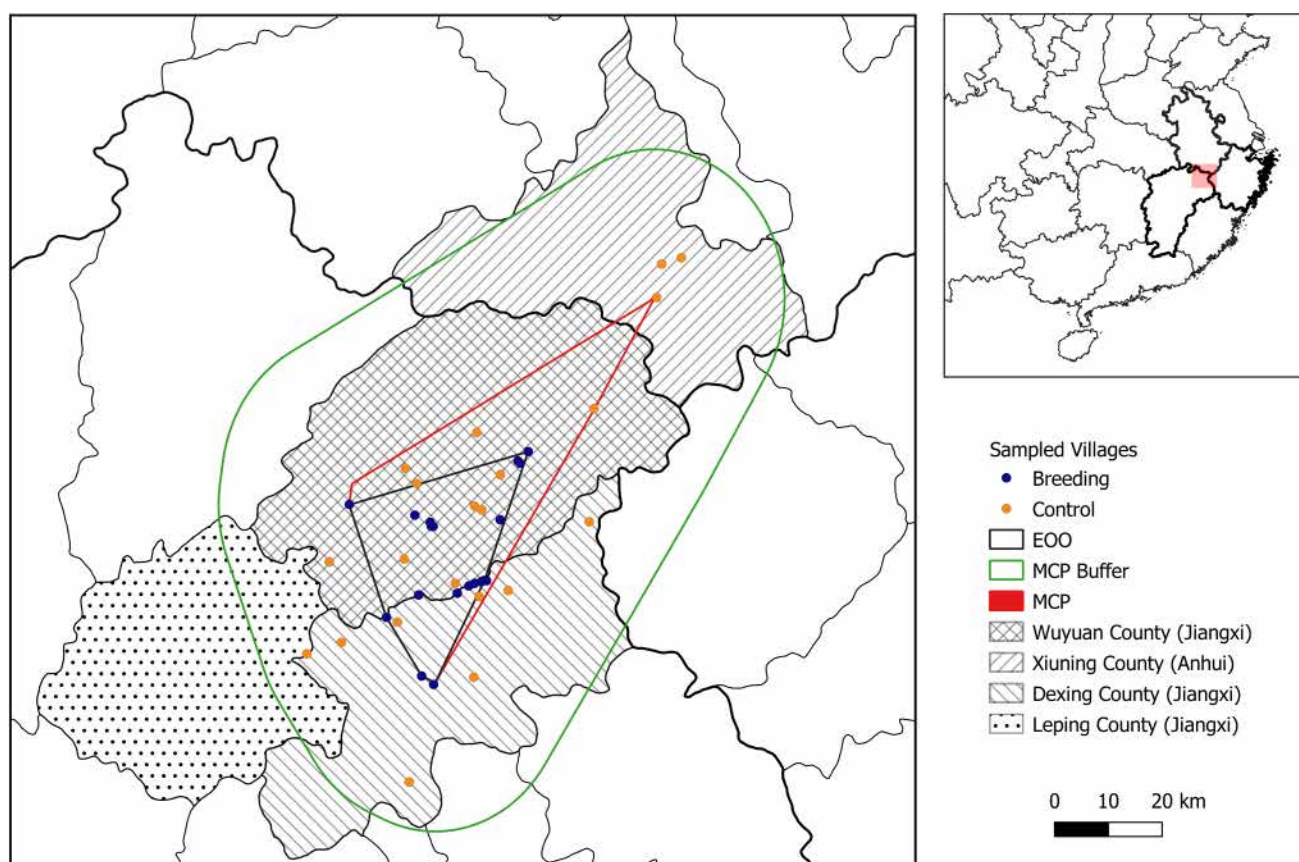 Sampled Villages
Breeding
Control
EOO
MCP Buffer
MCP
Wuyuan County (Jiangxi)
Xiuning County (Anhui)
Dexing County (Jiangxi)
Leping County (Jiangxi)
0 10 20 km